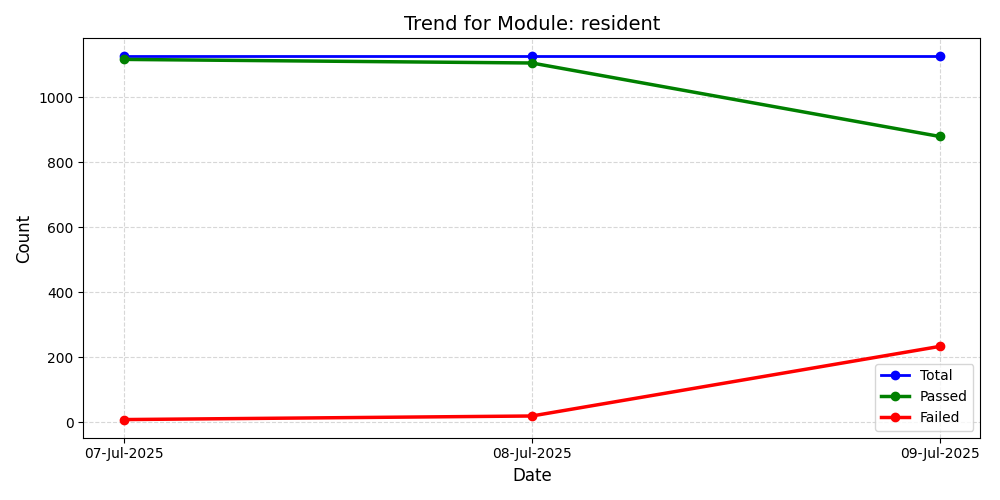 Trend for Module: resident
Count
1000
800
600
400
200
0
Total
Passed
Failed
07-Jul-2025 08-Jul-2025 09-Jul-2025
Date